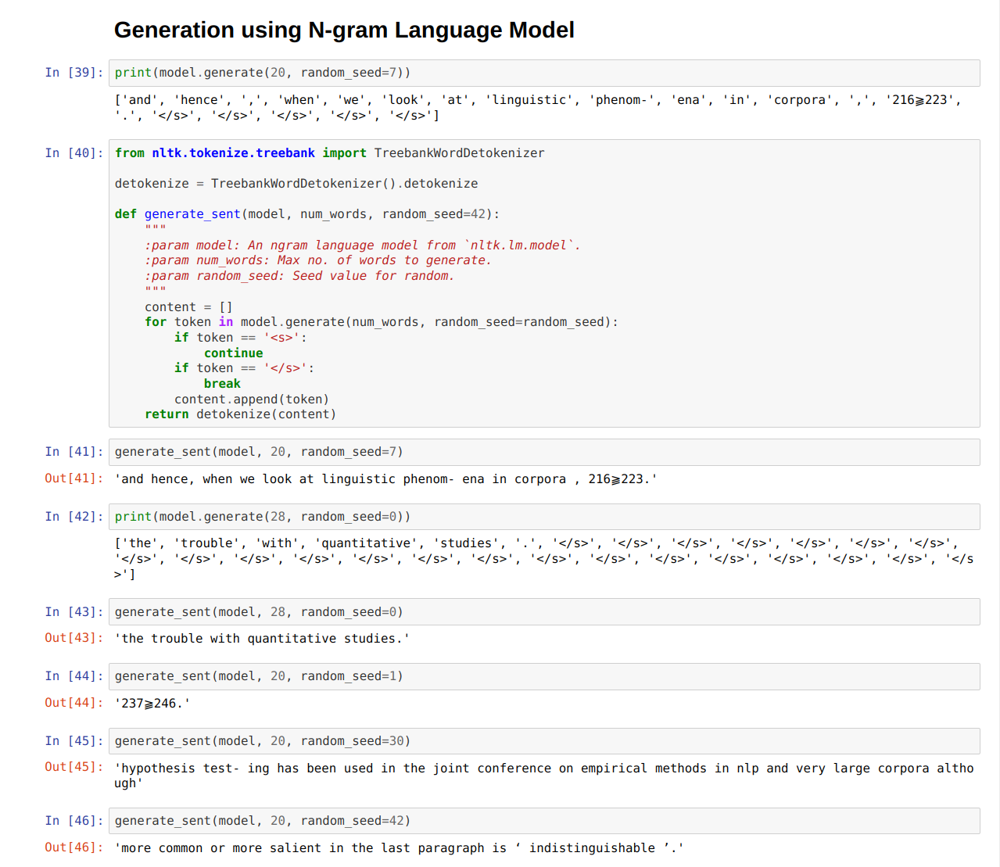 Generation using N-gram Language Model
In [39]: print(model.generate(20, random_seed=7))
['and', 'hence', ',', 'when', 'we', 'look', 'at', 'linguistic', 'phenom-', 'ena', 'in', 'corpora', ',', '216⩾223',
'.', '</s>', '</s>', '</s>', '</s>', '</s>']
In [40]: from nltk.tokenize.treebank import TreebankWordDetokenizer
detokenize = TreebankWordDetokenizer().detokenize
def generate_sent(model, num_words, random_seed=42):
"""
:param model: An ngram language model from `nltk.lm.model`.
:param num_words: Max no. of words to generate.
:param random_seed: Seed value for random.
"""
content = []
for token in model.generate(num_words, random_seed=random_seed):
if token == '<s>':
continue
if token == '</s>':
break
content.append(token)
return detokenize(content)
In [41]: generate_sent(model, 20, random_seed=7)
Out[41]: 'and hence, when we look at linguistic phenom- ena in corpora , 216⩾223.'
In [42]: print(model.generate(28, random_seed=0))
['the', 'trouble', 'with', 'quantitative', 'studies', '.', '</s>', '</s>', '</s>', '</s>', '</s>', '</s>', '</s>',
'</s>', '</s>', '</s>', '</s>', '</s>', '</s>', '</s>', '</s>', '</s>', '</s>', '</s>', '</s>', '</s>', '</s>', '</s
>']
In [43]: generate_sent(model, 28, random_seed=0)
Out[43]: 'the trouble with quantitative studies.'
In [44]: generate_sent(model, 20, random_seed=1)
Out[44]: '237⩾246.'
In [45]: generate_sent(model, 20, random_seed=30)
Out[45]: 'hypothesis test- ing has been used in the joint conference on empirical methods in nlp and very large corpora altho
ugh'
In [46]: generate_sent(model, 20, random_seed=42)
Out[46]: 'more common or more salient in the last paragraph is ‘ indistinguishable ’.'